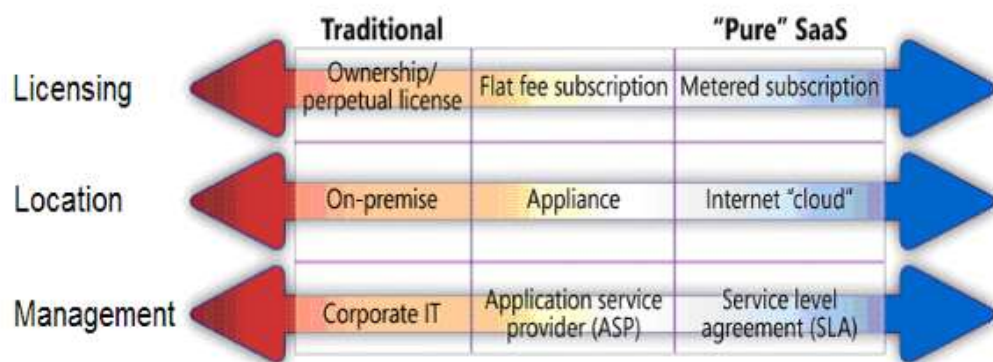 Traditional "Pure" SaaS
Licensing Ownership/ perpetual license Flat fee subscription Metered subscription
Location On-premise Appliance Internet "cloud"
Management Corporate IT Application service provider (ASP) Service level agreement (SLA)